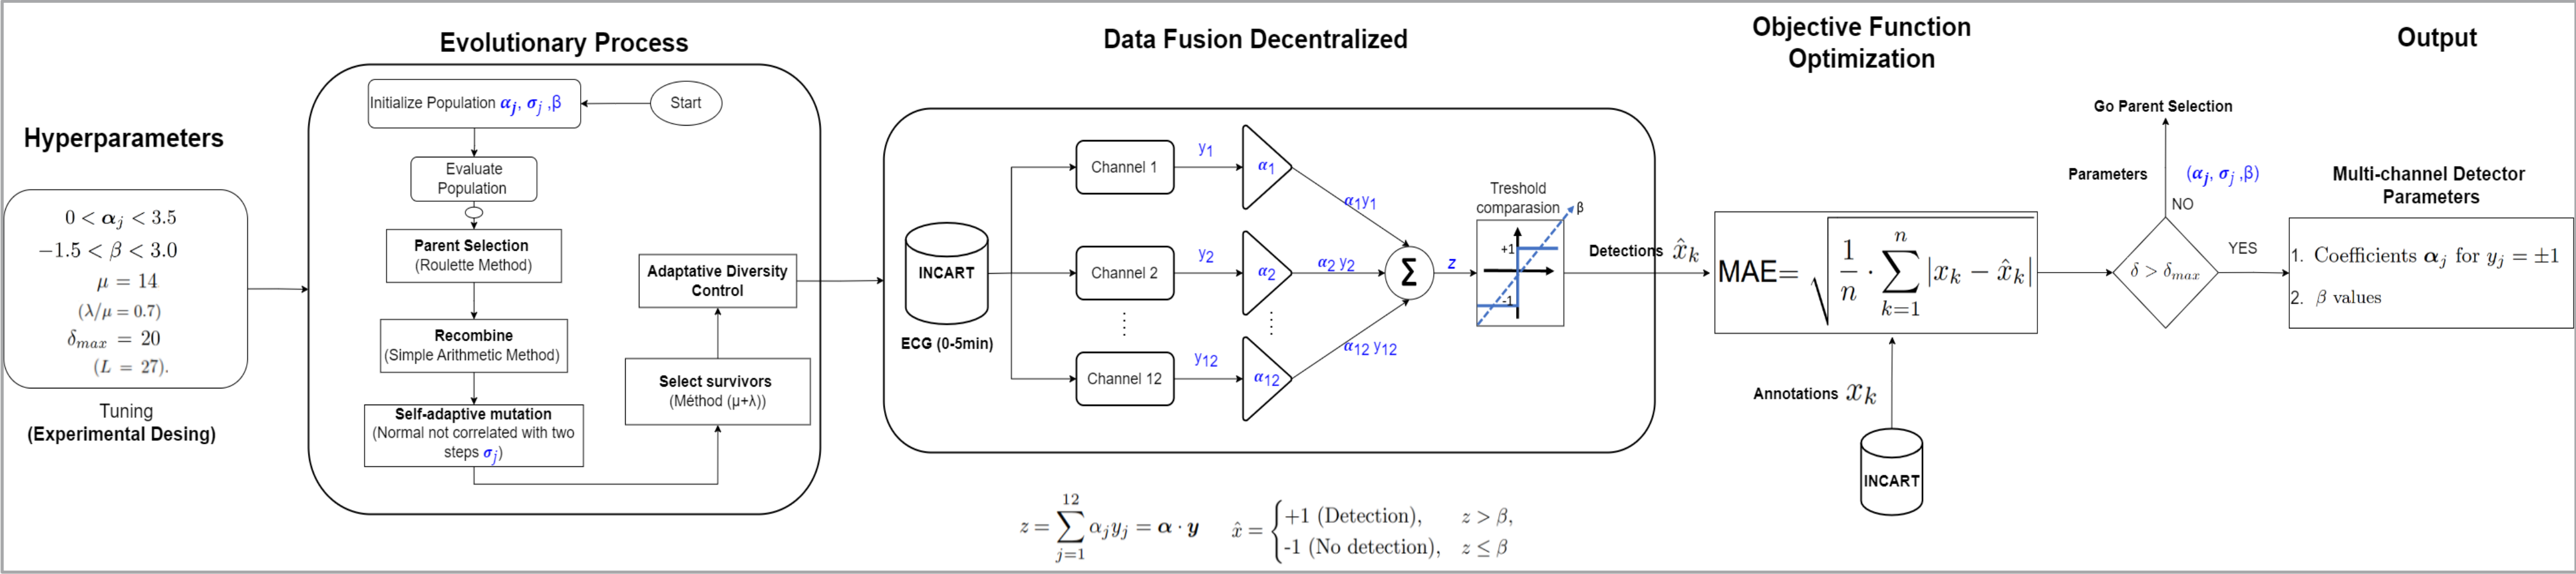 Hyperparameters
0 < αj < 3.5
−1.5 < β < 3.0
μ = 14
(λ/μ = 0.7)
δmax = 20
(L = 27).
Tuning
(Experimental Desing)
Evolutionary Process
Start
Initialize Population αj, σj ,β
Evaluate
Population
Parent Selection
(Roulette Method)
Recombine
(Simple Arithmetic Method)
Self-adaptive mutation
(Normal not correlated with two
steps σj)
Select survivors
(Méthod (μ+λ))
Adaptative Diversity
Control
Data Fusion Decentralized
INCART
ECG (0-5min)
Channel 1
y1
α1
α1y1
Channel 2
y2
α2
α2 y2
Channel 12
y12
α12
α12 y12
Σ
z
Treshold
comparasion
β
+1
-1
Detections x̂k
z = ∑_{j=1}^{12} αjyj = α · y
x̂ = { +1 (Detection), z > β,
-1 (No detection), z ≤ β
Objective Function
Optimization
MAE= √ 1/n · ∑_{k=1}^{n} |xk − x̂k|
Annotations xk
INCART
Go Parent Selection
Parameters (αj, σj ,β)
NO
δ > δmax
YES
Output
Multi-channel Detector
Parameters
1. Coefficients αj for yj = ±1
2. β values